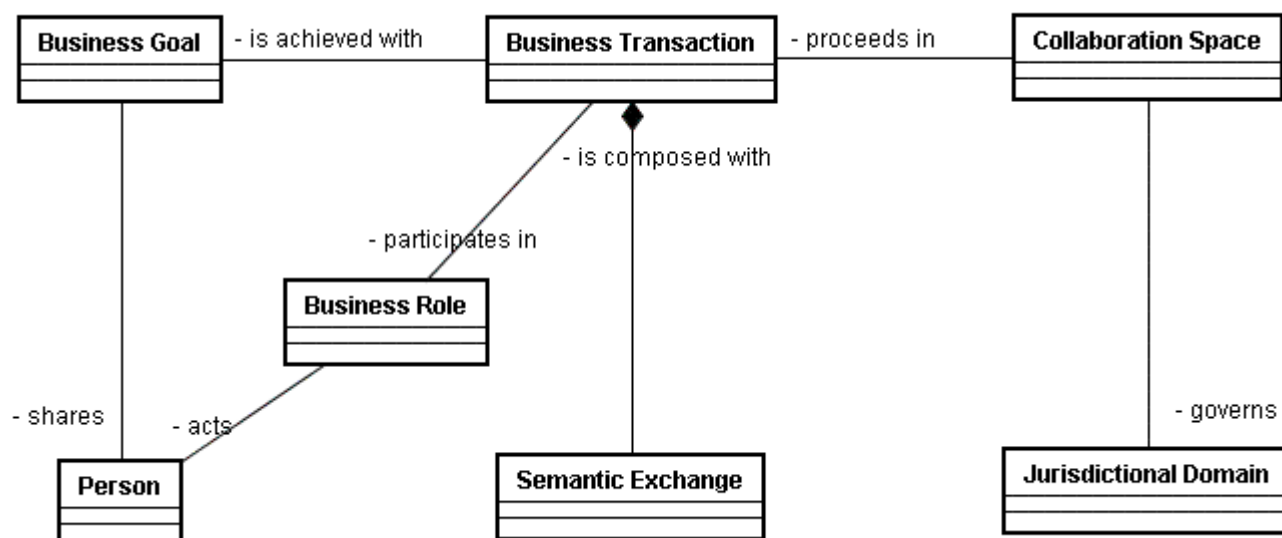 Business Goal
- is achieved with
Business Transaction
- proceeds in
Collaboration Space
- is composed with
- participates in
Business Role
- shares
- acts
- governs
Person
Semantic Exchange
Jurisdictional Domain